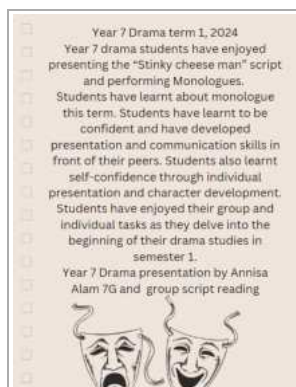 Year 7 Drama term 1, 2024
Year 7 drama students have enjoyed
presenting the “Stinky cheese man” script
and performing Monologues.
Students have learnt about monologue
this term. Students have learnt to be
confident and have developed
presentation and communication skills in
front of their peers. Students also learnt
self-confidence through individual
presentation and character development.
Students have enjoyed their group and
individual tasks as they delve into the
beginning of their drama studies in
semester 1.
Year 7 Drama presentation by Annisa
Alam 7G and group script reading